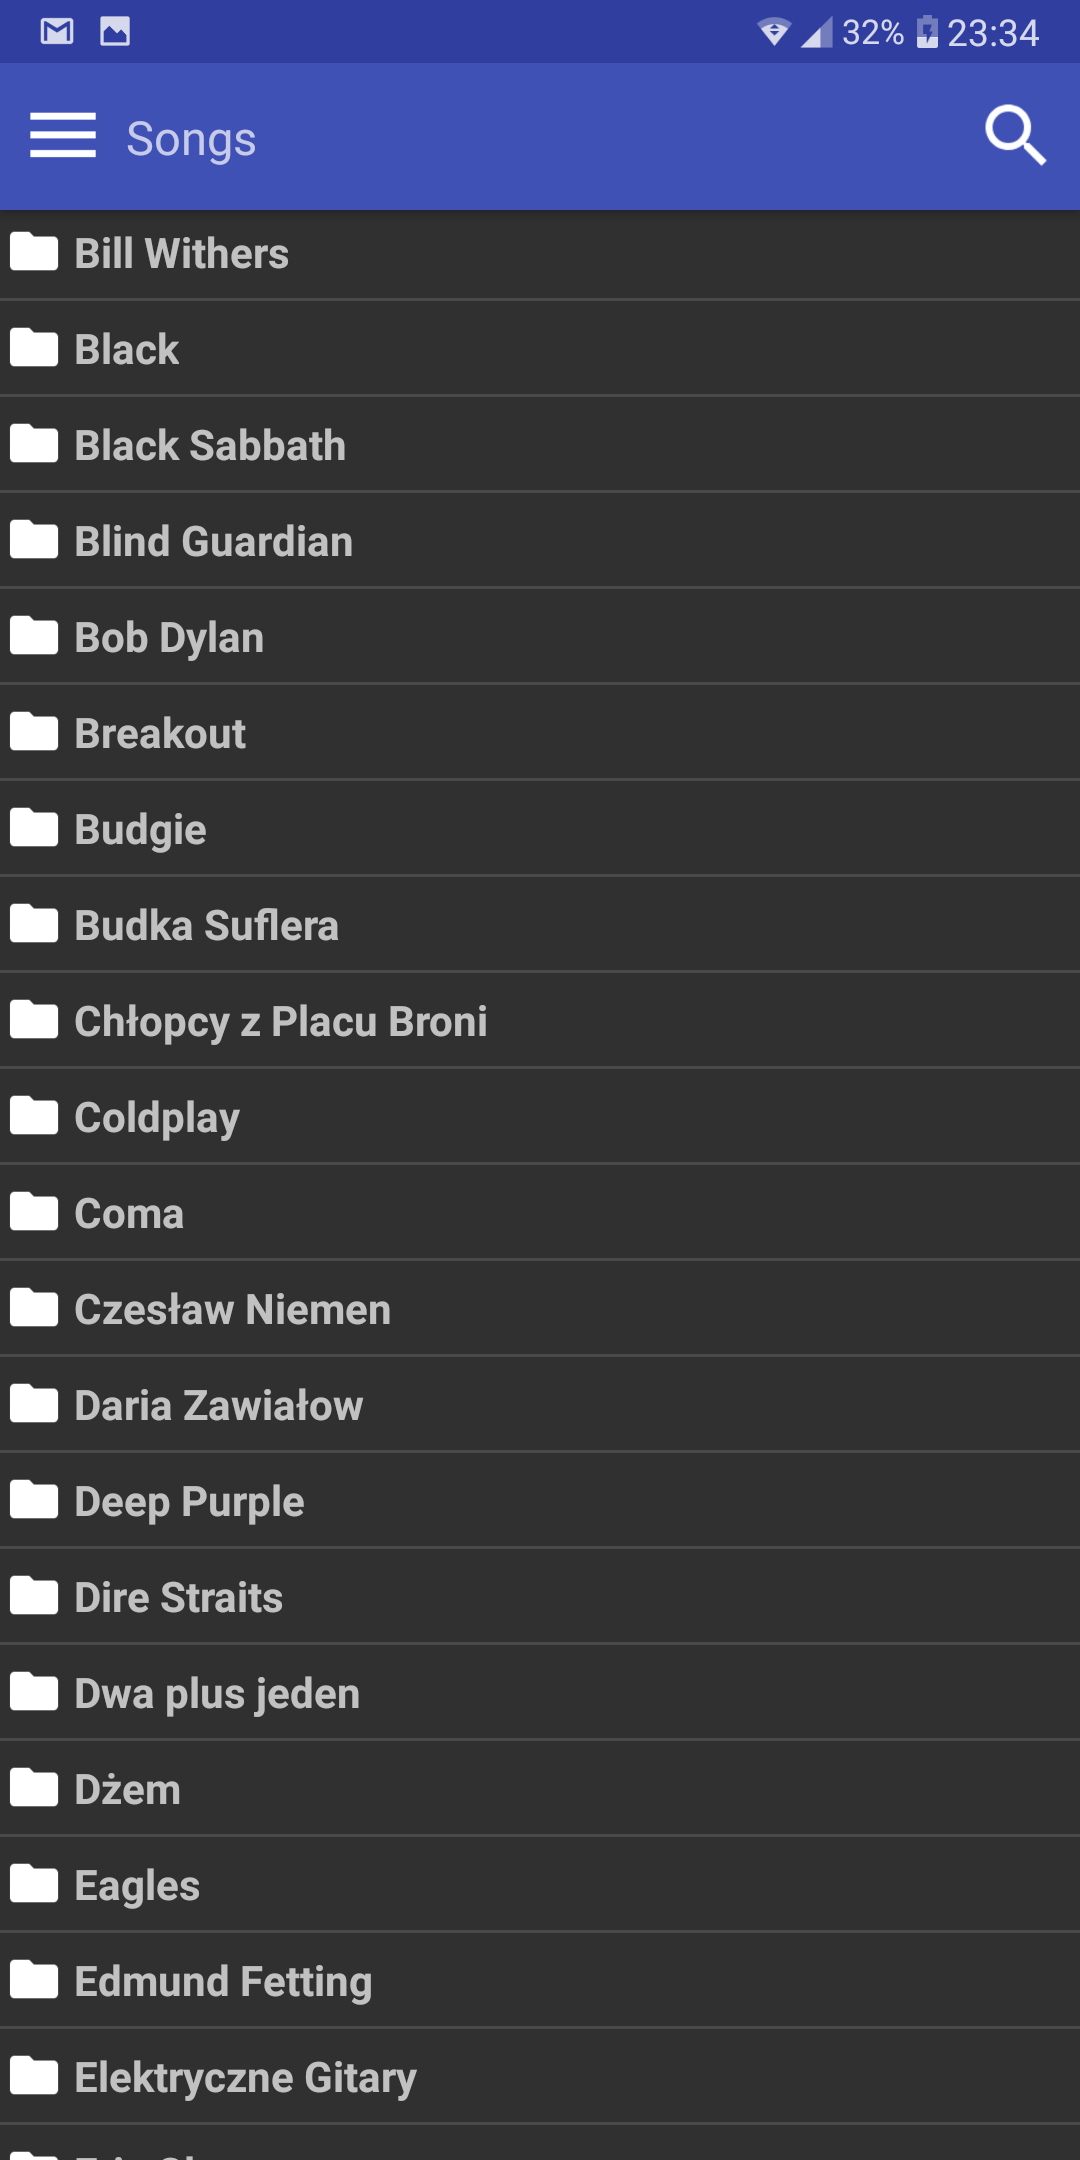 32% 23:34
Songs
Bill Withers
Black
Black Sabbath
Blind Guardian
Bob Dylan
Breakout
Budgie
Budka Suflera
Chłopcy z Placu Broni
Coldplay
Coma
Czesław Niemen
Daria Zawiałow
Deep Purple
Dire Straits
Dwa plus jeden
Dżem
Eagles
Edmund Fetting
Elektryczne Gitary